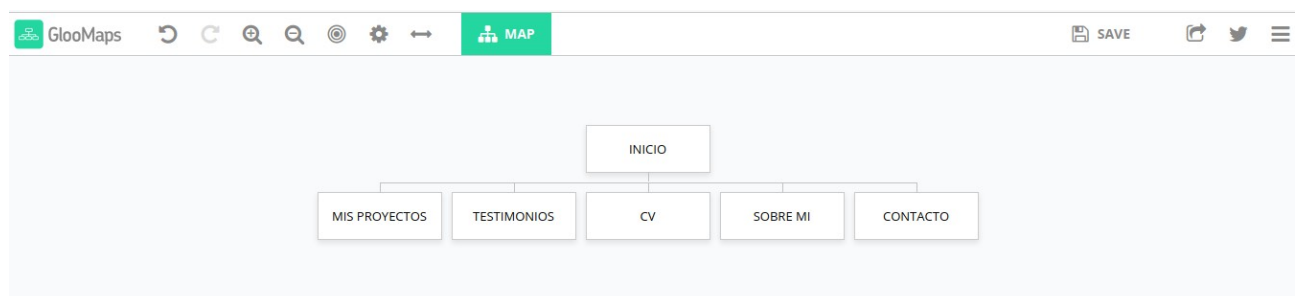 GlooMaps MAP SAVE
INICIO
MIS PROYECTOS TESTIMONIOS CV SOBRE MI CONTACTO